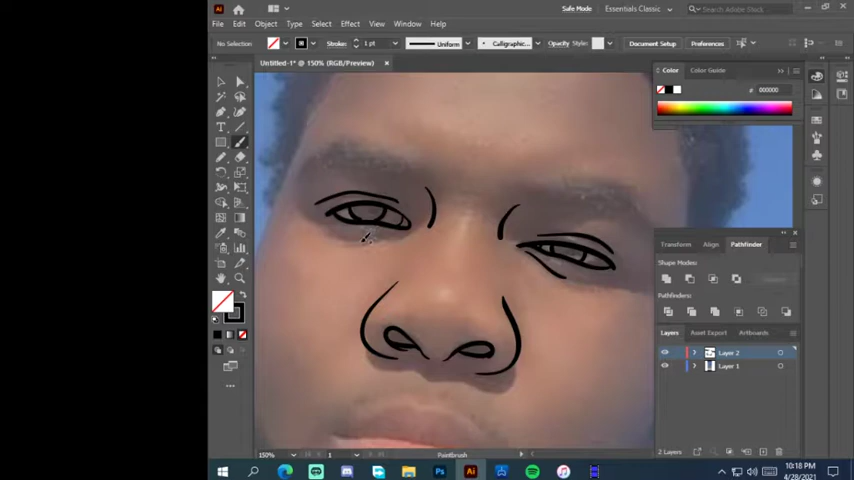 Ai
Safe Mode
Essentials Classic
Search Adobe Stock
File Edit Object Type Select Effect View Window Help
No Selection
Stroke:
1 pt
Uniform
Calligraphic...
Opacity
Style:
Document Setup
Preferences
Untitled-1* @ 150% (RGB/Preview)
Color
Color Guide
#
000000
Transform
Align
Pathfinder
Shape Modes:
Pathfinders:
Layers
Asset Export
Artboards
Layer 2
Layer 1
2 Layers
150%
1
Paintbrush
Ps
Ai
10:18 PM
4/28/2021